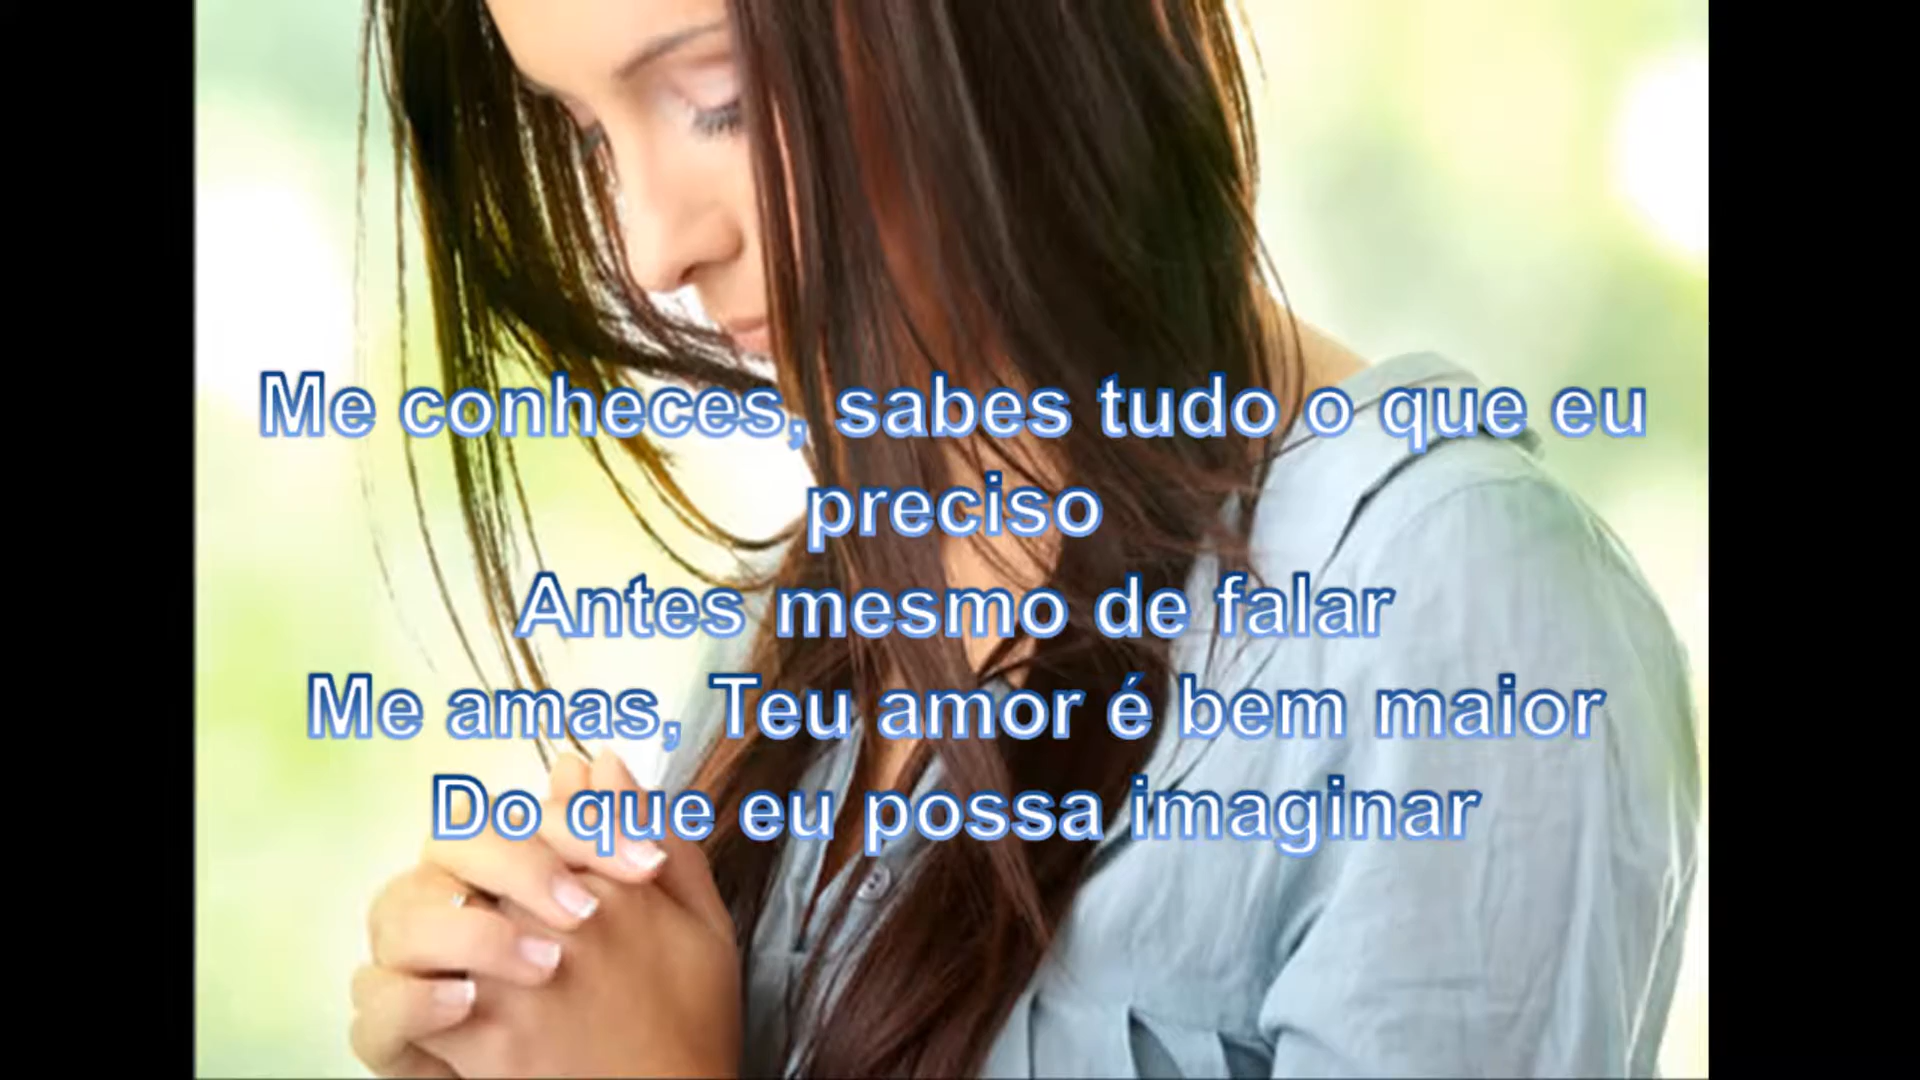 Me conheces, sabes tudo o que eu
preciso
Antes mesmo de falar
Me amas, Teu amor é bem maior
Do que eu possa imaginar